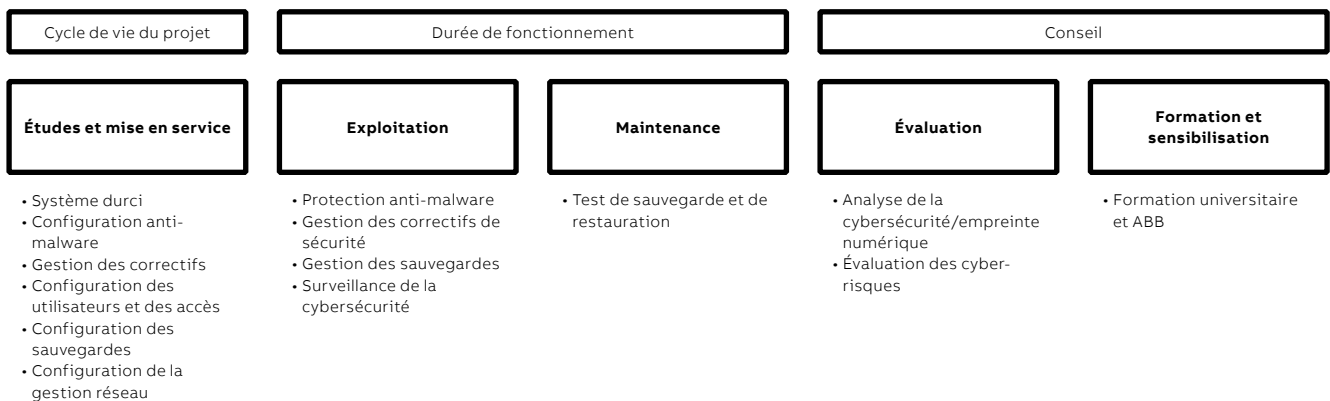 Cycle de vie du projet
Durée de fonctionnement
Conseil
Études et mise en service
Exploitation
Maintenance
Évaluation
Formation et
sensibilisation
• Système durci
• Configuration anti-
malware
• Gestion des correctifs
• Configuration des
utilisateurs et des accès
• Configuration des
sauvegardes
• Configuration de la
gestion réseau
• Protection anti-malware
• Gestion des correctifs de
sécurité
• Gestion des sauvegardes
• Surveillance de la
cybersécurité
• Test de sauvegarde et de
restauration
• Analyse de la
cybersécurité/empreinte
numérique
• Évaluation des cyber-
risques
• Formation universitaire
et ABB